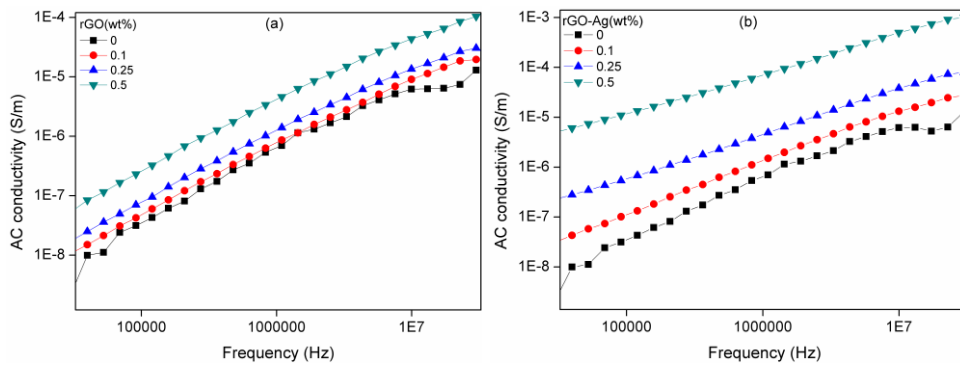 rGO(wt%)
0
0.1
0.25
0.5
(a)
1E-4
1E-5
1E-6
1E-7
1E-8
AC conductivity (S/m)
100000
1000000
1E7
Frequency (Hz)
rGO-Ag(wt%)
0
0.1
0.25
0.5
(b)
1E-3
1E-4
1E-5
1E-6
1E-7
1E-8
AC conductivity (S/m)
100000
1000000
1E7
Frequency (Hz)